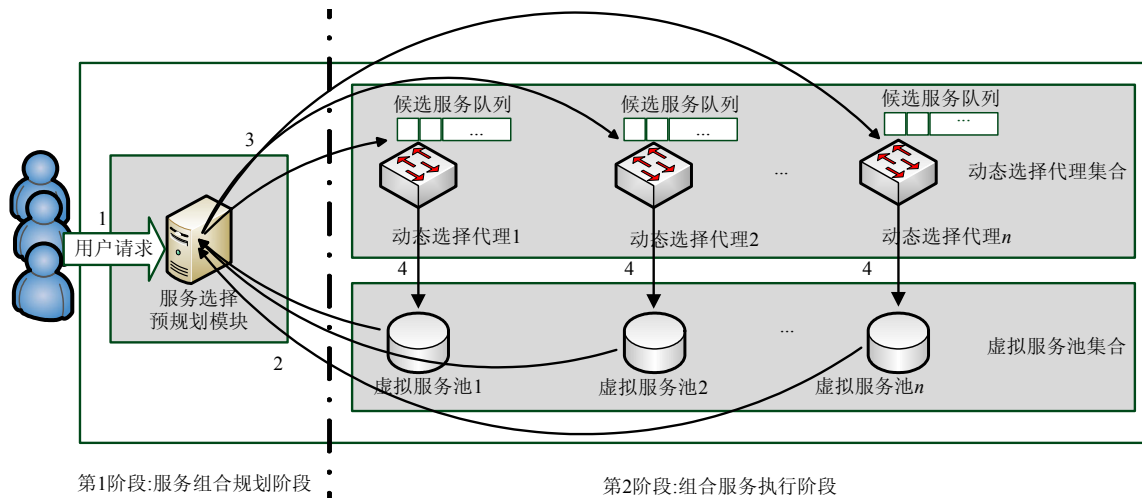 候选服务队列
候选服务队列
候选服务队列
...
...
...
3
1
用户请求
服务选择
预规划模块
...
动态选择代理集合
动态选择代理1
动态选择代理2
动态选择代理n
4
4
4
2
...
虚拟服务池集合
虚拟服务池1
虚拟服务池2
虚拟服务池n
第1阶段:服务组合规划阶段
第2阶段:组合服务执行阶段